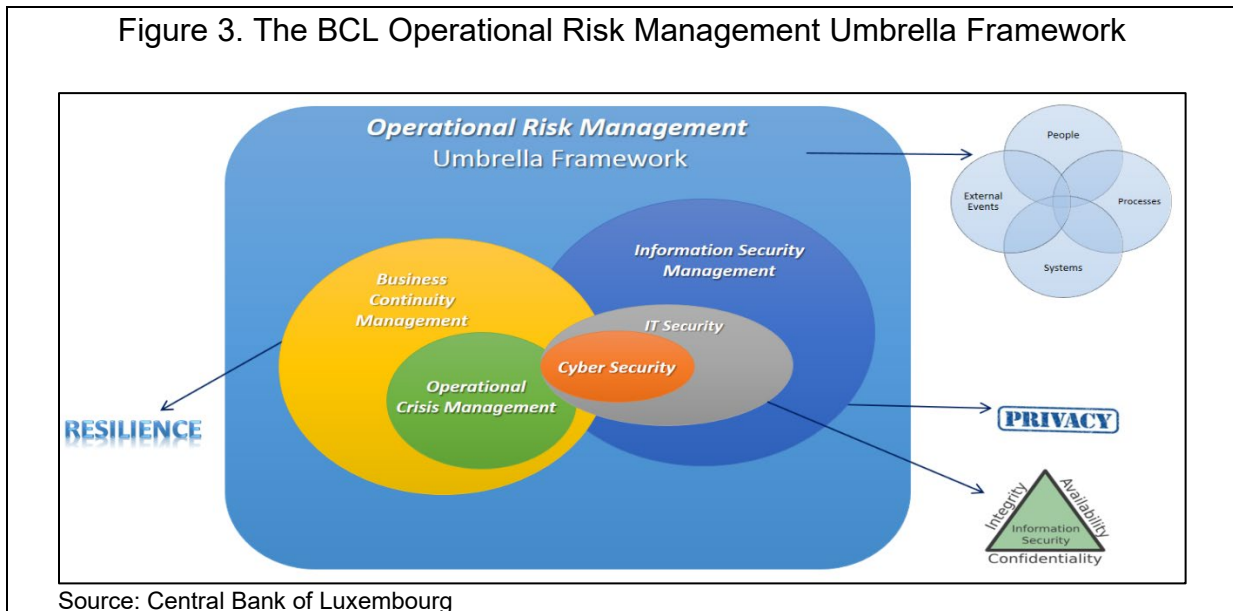 Figure 3. The BCL Operational Risk Management Umbrella Framework
Operational Risk Management
Umbrella Framework
People
External
Events
Processes
Systems
Information Security
Management
Business
Continuity
Management
IT Security
Cyber Security
Operational
Crisis Management
RESILIENCE
PRIVACY
Integrity
Availability
Information
Security
Confidentiality
Source: Central Bank of Luxembourg